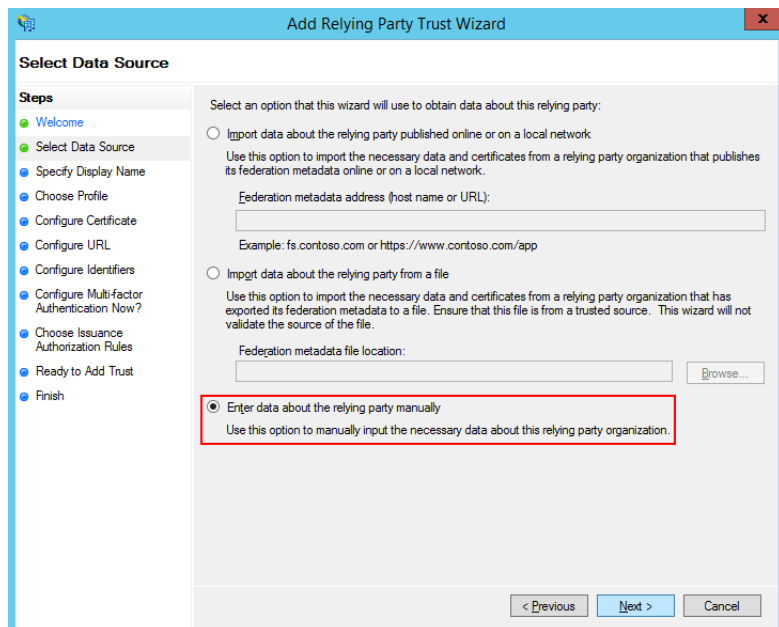 Add Relying Party Trust Wizard
x
Select Data Source
Steps
Welcome
Select Data Source
Specify Display Name
Choose Profile
Configure Certificate
Configure URL
Configure Identifiers
Configure Multi-factor
Authentication Now?
Choose Issuance
Authorization Rules
Ready to Add Trust
Finish
Select an option that this wizard will use to obtain data about this relying party:
Import data about the relying party published online or on a local network
Use this option to import the necessary data and certificates from a relying party organization that publishes
its federation metadata online or on a local network.
Federation metadata address (host name or URL):
Example: fs.contoso.com or https://www.contoso.com/app
Import data about the relying party from a file
Use this option to import the necessary data and certificates from a relying party organization that has
exported its federation metadata to a file. Ensure that this file is from a trusted source. This wizard will not
validate the source of the file.
Federation metadata file location:
Browse...
Enter data about the relying party manually
Use this option to manually input the necessary data about this relying party organization.
< Previous
Next >
Cancel